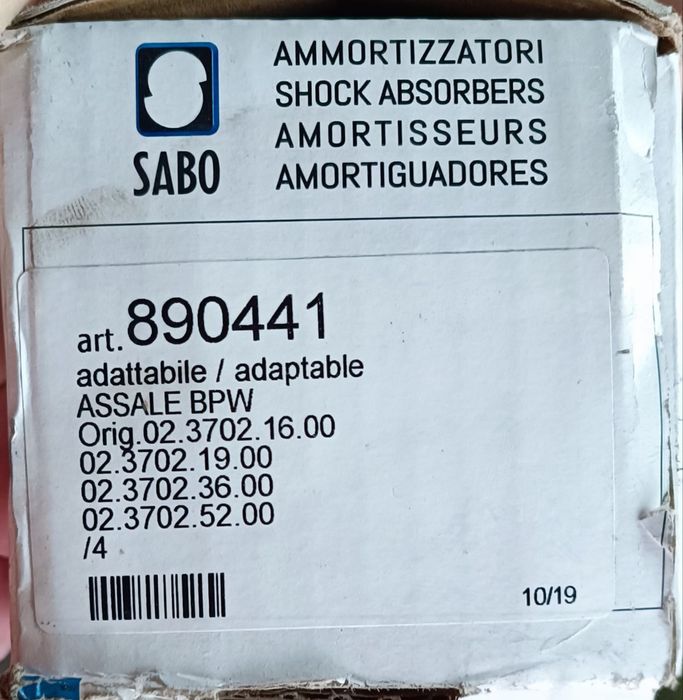 AMMORTIZZATORI
SHOCK ABSORBERS
AMORTISSEURS
AMORTIGUADORES
SABO
art.890441
adattabile / adaptable
ASSALE BPW
Orig.02.3702.16.00
02.3702.19.00
02.3702.36.00
02.3702.52.00
/4
10/19